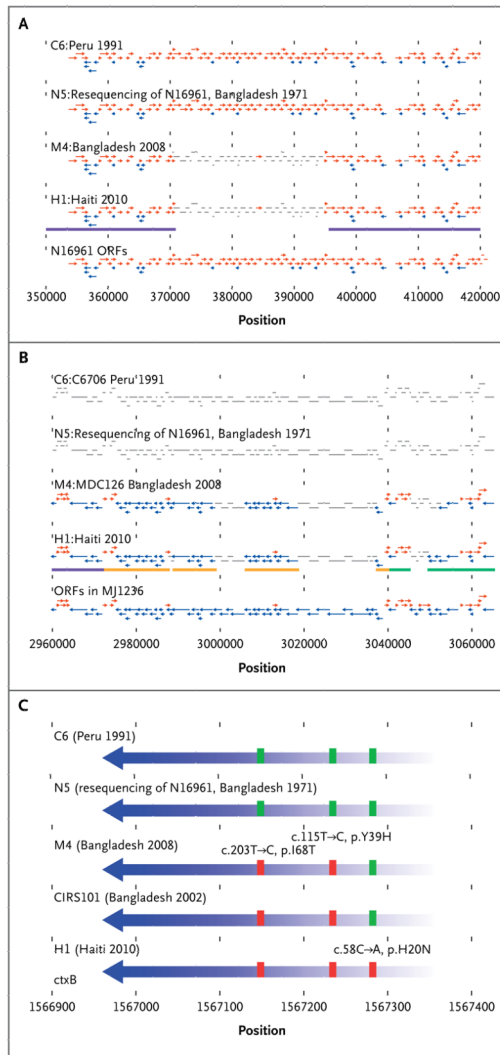 A
C6:Peru 1991
N5:Resequencing of N16961, Bangladesh 1971
M4:Bangladesh 2008
H1:Haiti 2010
N16961 ORFs
350000 360000 370000 380000 390000 400000 410000 420000
Position
B
C6:C6706 Peru 1991
N5:Resequencing of N16961, Bangladesh 1971
M4:MDC126 Bangladesh 2008
H1:Haiti 2010
ORFs in MJ1236
2960000 2980000 3000000 3020000 3040000 3060000
Position
C
C6 (Peru 1991)
N5 (resequencing of N16961, Bangladesh 1971)
c.115T→C, p.Y39H
M4 (Bangladesh 2008)
c.203T→C, p.I68T
CIRS101 (Bangladesh 2002)
H1 (Haiti 2010)
c.58C→A, p.H20N
ctxB
1566900 1567000 1567100 1567200 1567300 1567400
Position